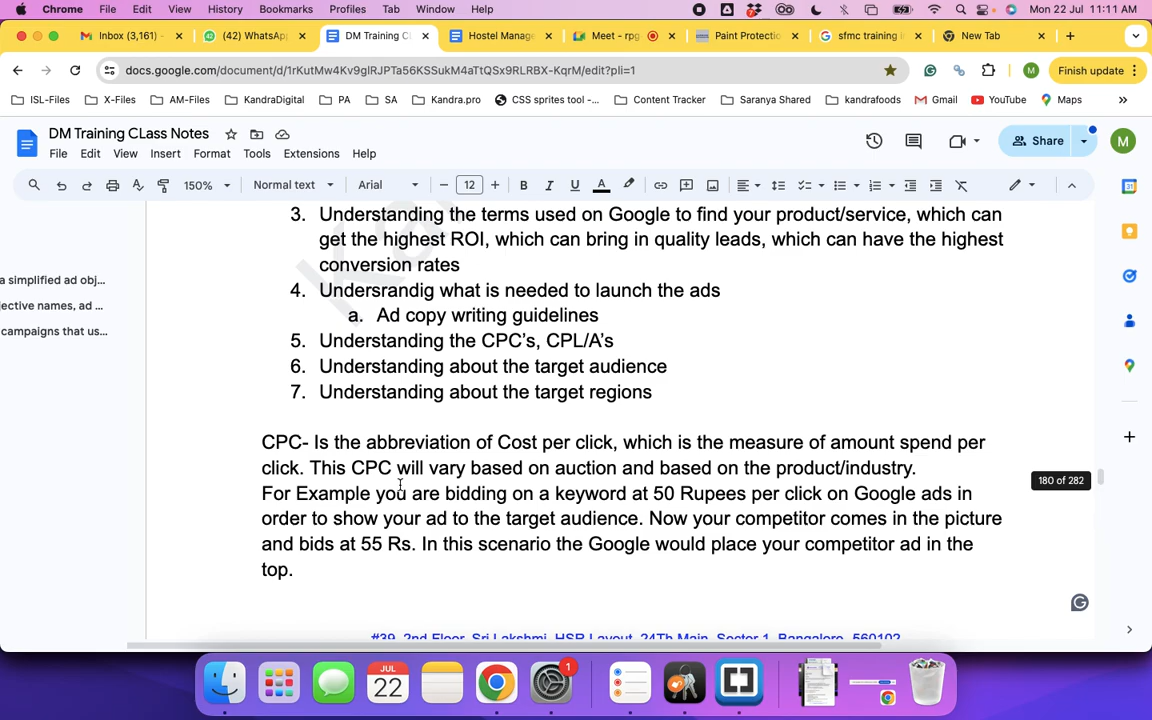 Chrome File Edit View History Bookmarks Profiles Tab Window Help Mon 22 Jul 11:11 AM
Inbox (3,161) - (42) WhatsApp DM Training C Hostel Manage Meet – rpg Paint Protectio sfmc training i New Tab
docs.google.com/document/d/1rKutMw4Kv9glRJPTa56KSSukM4aTtQSx9RLRBX-KqrM/edit?pli=1 M Finish update
ISL-Files X-Files AM-Files KandraDigital PA SA Kandra.pro CSS sprites tool -... Content Tracker Saranya Shared kandrafoods Gmail YouTube Maps
DM Training CLass Notes
File Edit View Insert Format Tools Extensions Help Share M
150% Normal text Arial 12
3. Understanding the terms used on Google to find your product/service, which can
get the highest ROI, which can bring in quality leads, which can have the highest
conversion rates
a simplified ad obj...
4. Undersrandig what is needed to launch the ads
ective names, ad ...
a. Ad copy writing guidelines
campaigns that us...
5. Understanding the CPC's, CPL/A's
6. Understanding about the target audience
7. Understanding about the target regions
CPC- Is the abbreviation of Cost per click, which is the measure of amount spend per
click. This CPC will vary based on auction and based on the product/industry.
180 of 282
For Example you are bidding on a keyword at 50 Rupees per click on Google ads in
order to show your ad to the target audience. Now your competitor comes in the picture
and bids at 55 Rs. In this scenario the Google would place your competitor ad in the
top.
#39, 2nd Floor, Sri Lakshmi, HSR Layout, 24Th Main, Sector 1, Bangalore, 560102
JUL
22
1